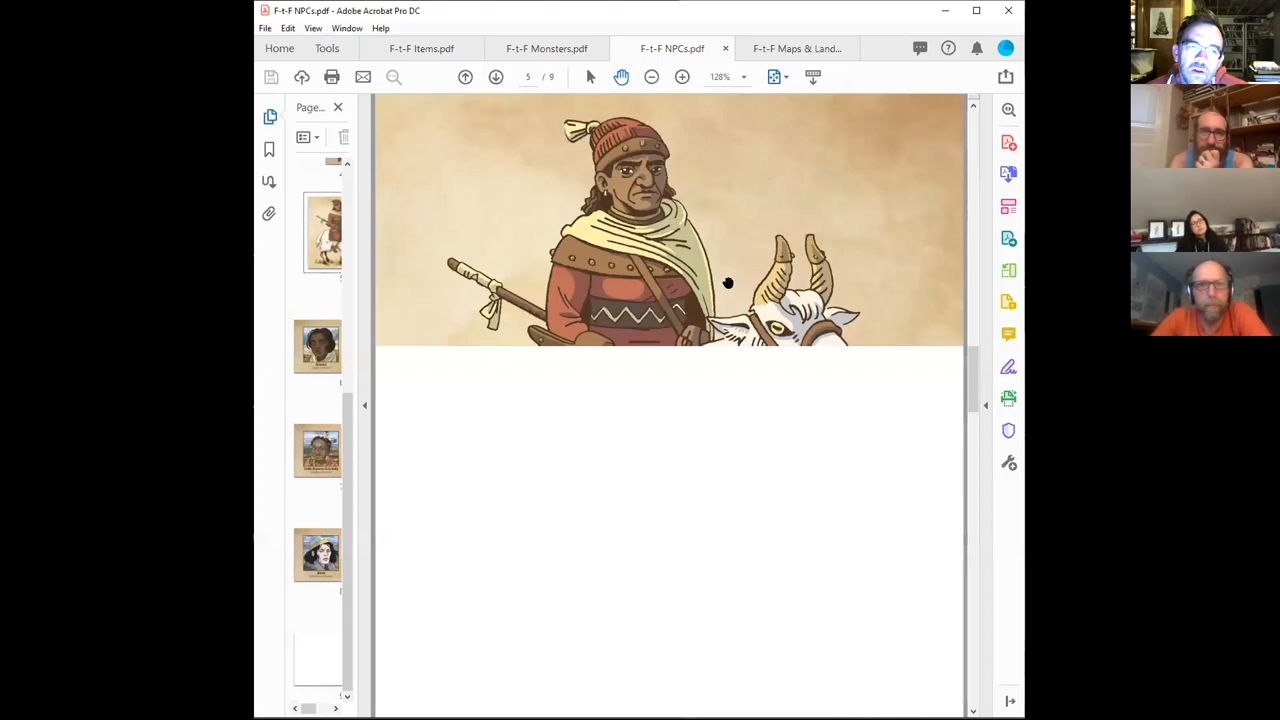 F-t-F NPCs.pdf - Adobe Acrobat Pro DC
File Edit View Window Help
Home Tools F-t-F Items.pdf F-t-F Monsters.pdf F-t-F NPCs.pdf × F-t-F Maps & Land...
5 / 9 128%
Page...